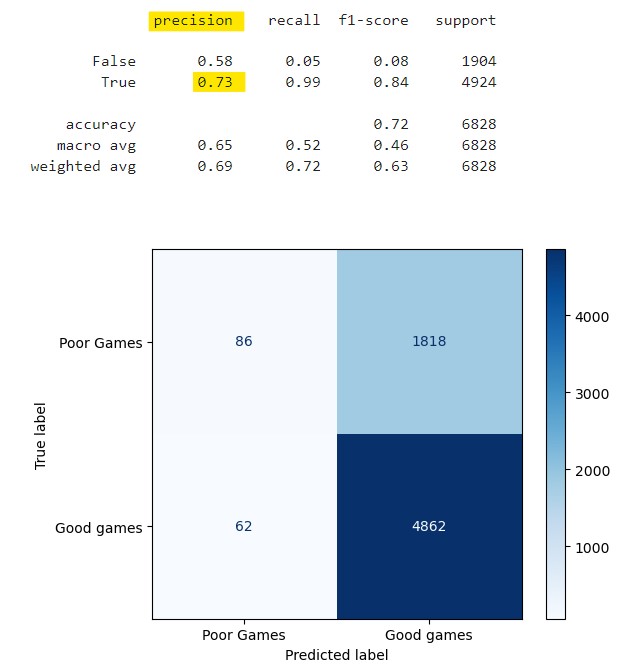 precision recall f1-score support
False 0.58 0.05 0.08 1904
True 0.73 0.99 0.84 4924
accuracy 0.72 6828
macro avg 0.65 0.52 0.46 6828
weighted avg 0.69 0.72 0.63 6828
4000
Poor Games 86 1818
3000
True label
2000
Good games 62 4862
1000
Poor Games Good games
Predicted label